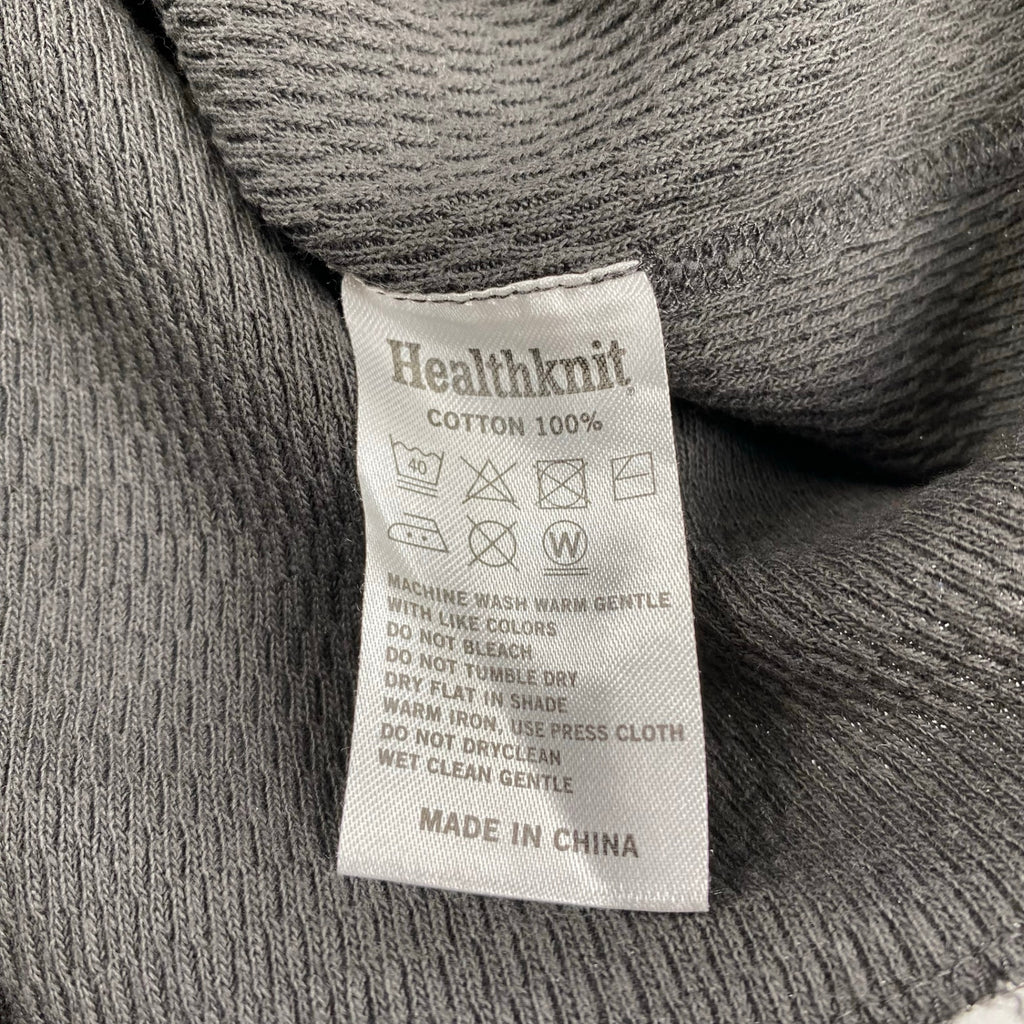 Healthknit
COTTON 100%
40
W
MACHINE WASH WARM GENTLE
WITH LIKE COLORS
DO NOT BLEACH
DO NOT TUMBLE DRY
DRY FLAT IN SHADE
WARM IRON, USE PRESS CLOTH
DO NOT DRYCLEAN
WET CLEAN GENTLE
MADE IN CHINA